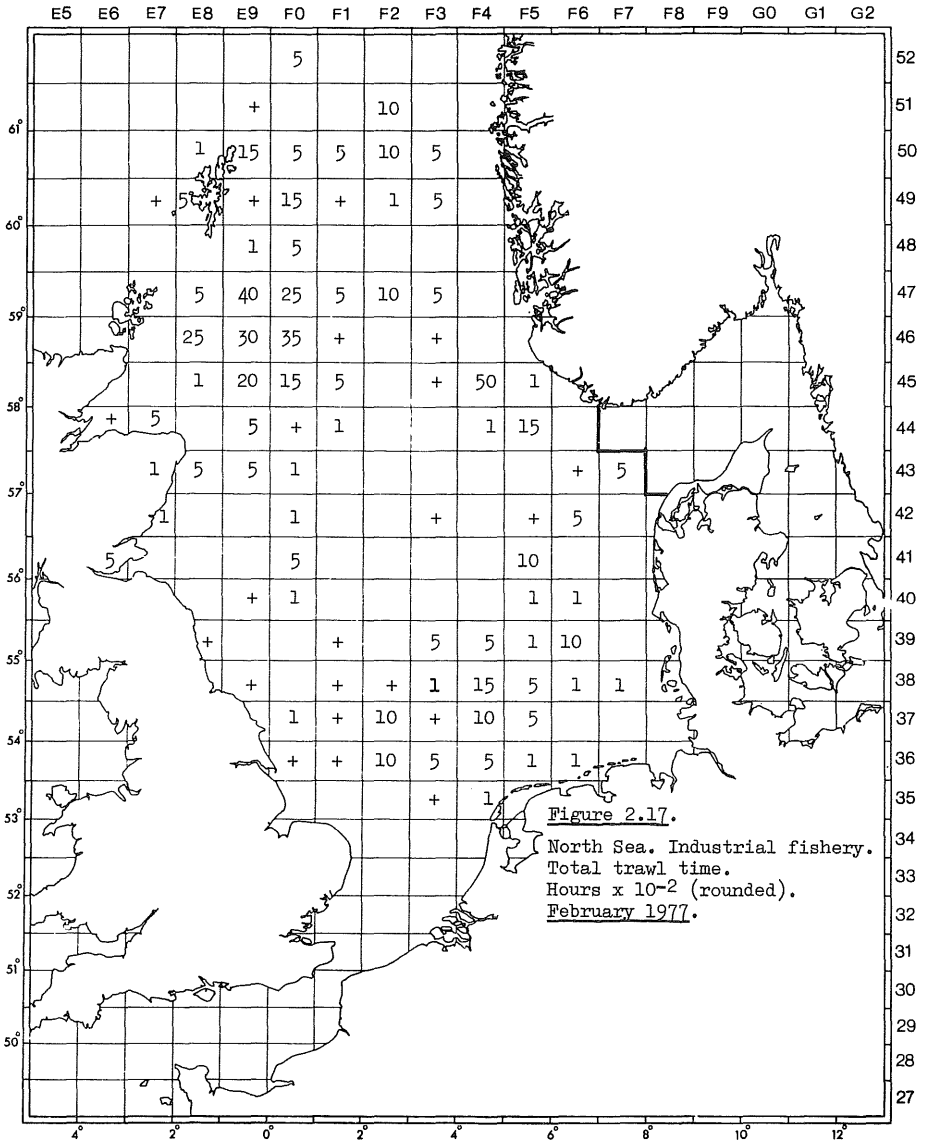 E5 E6 E7 E8 E9 F0 F1 F2 F3 F4 F5 F6 F7 F8 F9 G0 G1 G2
5 52
+ 10 51
61°
1 15 5 5 10 5 50
+ 5 + 15 + 1 5 49
60°
1 5 48
5 40 25 5 10 5 47
59°
25 30 35 + + 46
1 20 15 5 + 50 1 45
58°
+ 5 5 + 1 1 15 44
1 5 5 1 + 5 43
57°
1 1 + + 5 42
5 5 10 41
56°
+ 1 1 1 40
+ + 5 5 1 10 39
55°
+ + + 1 15 5 1 1 38
1 + 10 + 10 5 37
54°
+ + 10 5 5 1 1 36
+ 1 35
53°
Figure 2.17.
34
North Sea. Industrial fishery.
Total trawl time.
33
Hours x 10-2 (rounded).
52°
February 1977.
32
31
51°
30
29
50°
28
27
4° 2° 0° 2° 4° 6° 8° 10° 12°